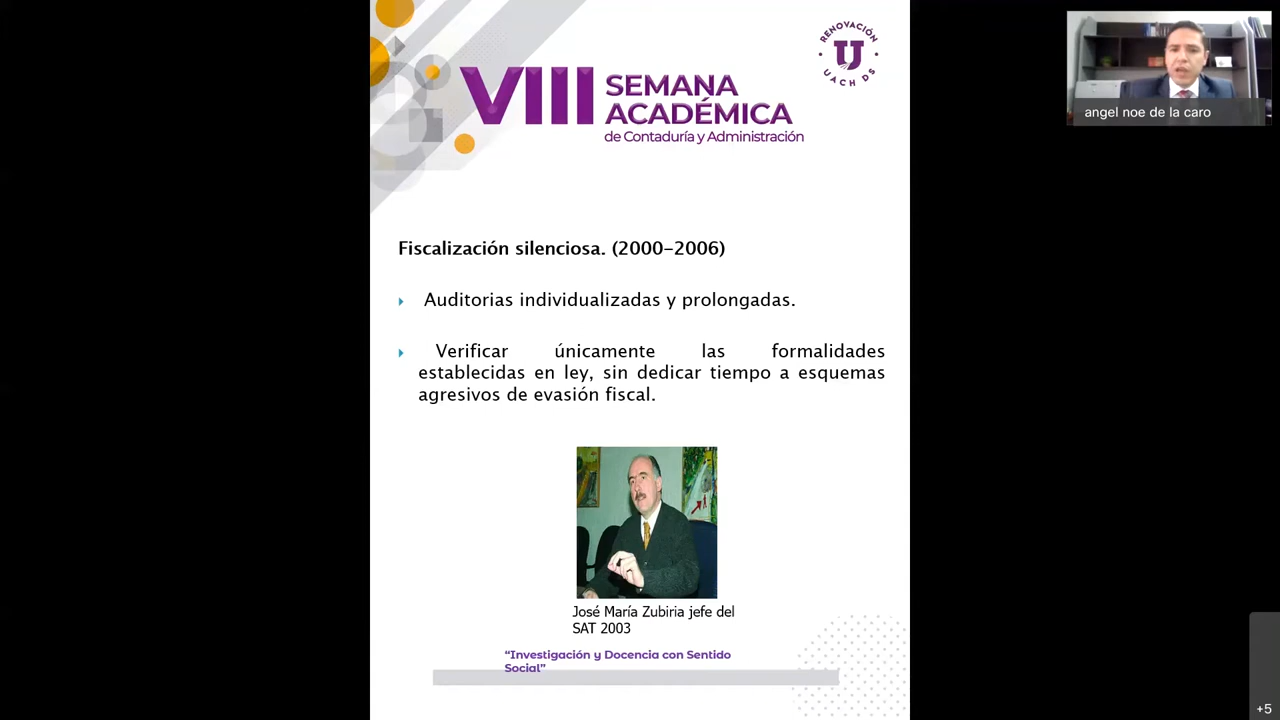 RENOVACIÓN
U
UACH DS
VIII SEMANA
ACADÉMICA
de Contaduría y Administración
angel noe de la caro
Fiscalización silenciosa. (2000-2006)
Auditorias individualizadas y prolongadas.
Verificar únicamente las formalidades
establecidas en ley, sin dedicar tiempo a esquemas
agresivos de evasión fiscal.
José María Zubiria jefe del
SAT 2003
“Investigación y Docencia con Sentido
Social”
+5